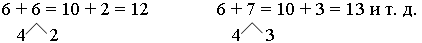 6 + 6 = 10 + 2 = 12 6 + 7 = 10 + 3 = 13 и т. д.
4 2 4 3